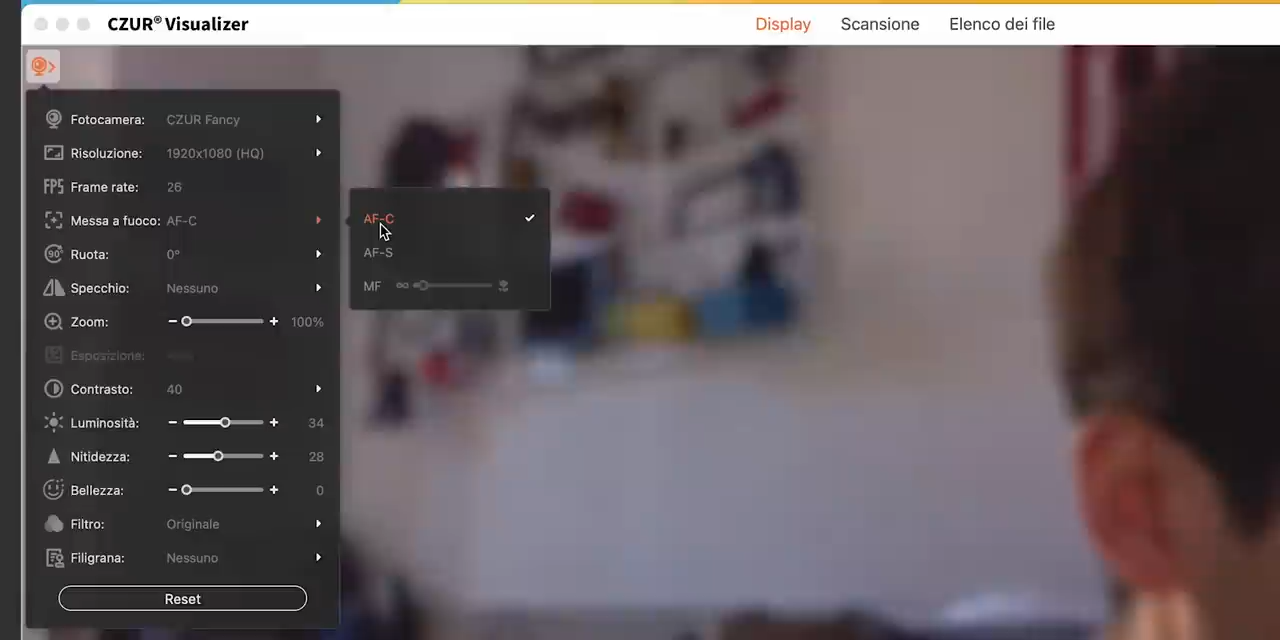 CZUR® Visualizer
Display Scansione Elenco dei file
Fotocamera: CZUR Fancy
Risoluzione: 1920x1080 (HQ)
FPS Frame rate: 26
Messa a fuoco: AF-C
90° Ruota: 0°
Specchio: Nessuno
Zoom: 100%
Esposizione:
Contrasto: 40
Luminosità: 34
Nitidezza: 28
Bellezza: 0
Filtro: Originale
Filigrana: Nessuno
Reset
AF-C
AF-S
MF ∞